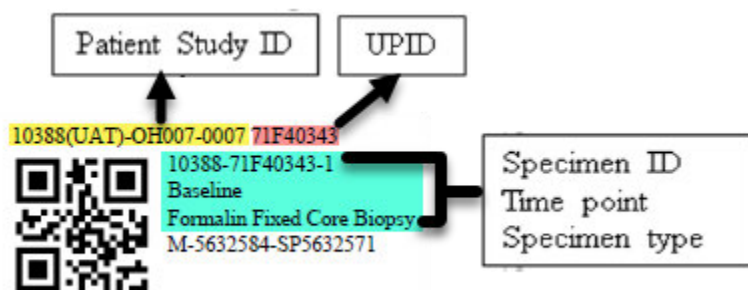 Patient Study ID
UPID
10388(UAT)-OH007-0007 71F40343
10388-71F40343-1
Baseline
Formalin Fixed Core Biopsy
M-5632584-SP5632571
Specimen ID
Time point
Specimen type